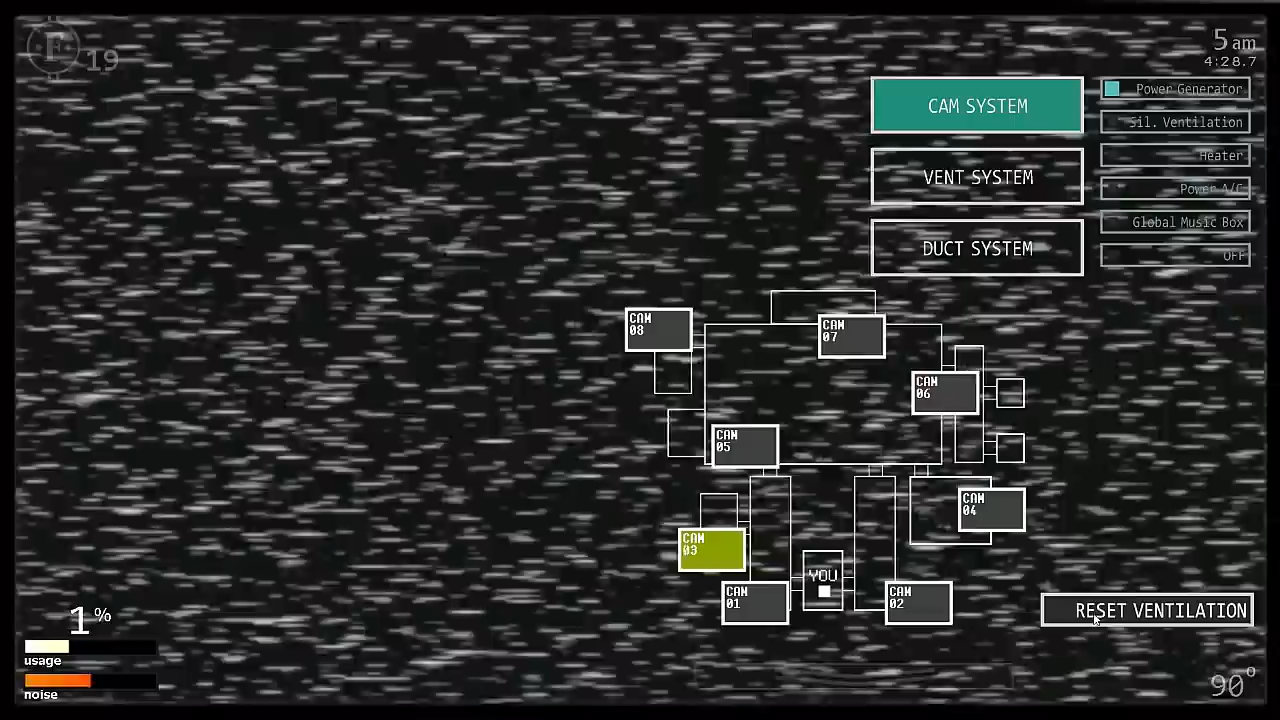 F 19
5 am
4:28.7
CAM SYSTEM
Power Generator
Sil. Ventilation
VENT SYSTEM
Heater
Power A/C
Global Music Box
DUCT SYSTEM
OFF
CAM 08
CAM 07
CAM 06
CAM 05
CAM 04
CAM 03
YOU
CAM 01
CAM 02
RESET VENTILATION
1 %
usage
noise
90°